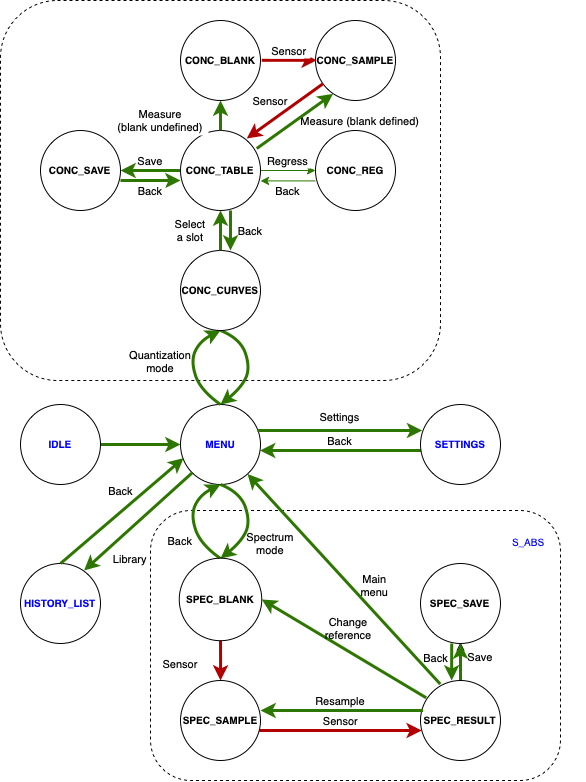 CONC_BLANK
Sensor
CONC_SAMPLE
Sensor
Measure
(blank undefined)
Measure (blank defined)
CONC_SAVE
Save
Back
CONC_TABLE
Regress
Back
CONC_REG
Select
a slot
Back
CONC_CURVES
Quantization
mode
IDLE
MENU
Settings
Back
SETTINGS
Back
Library
HISTORY_LIST
Back
Spectrum
mode
S_ABS
SPEC_BLANK
Main
menu
SPEC_SAVE
Change
reference
Sensor
Back
Save
SPEC_SAMPLE
Resample
Sensor
SPEC_RESULT